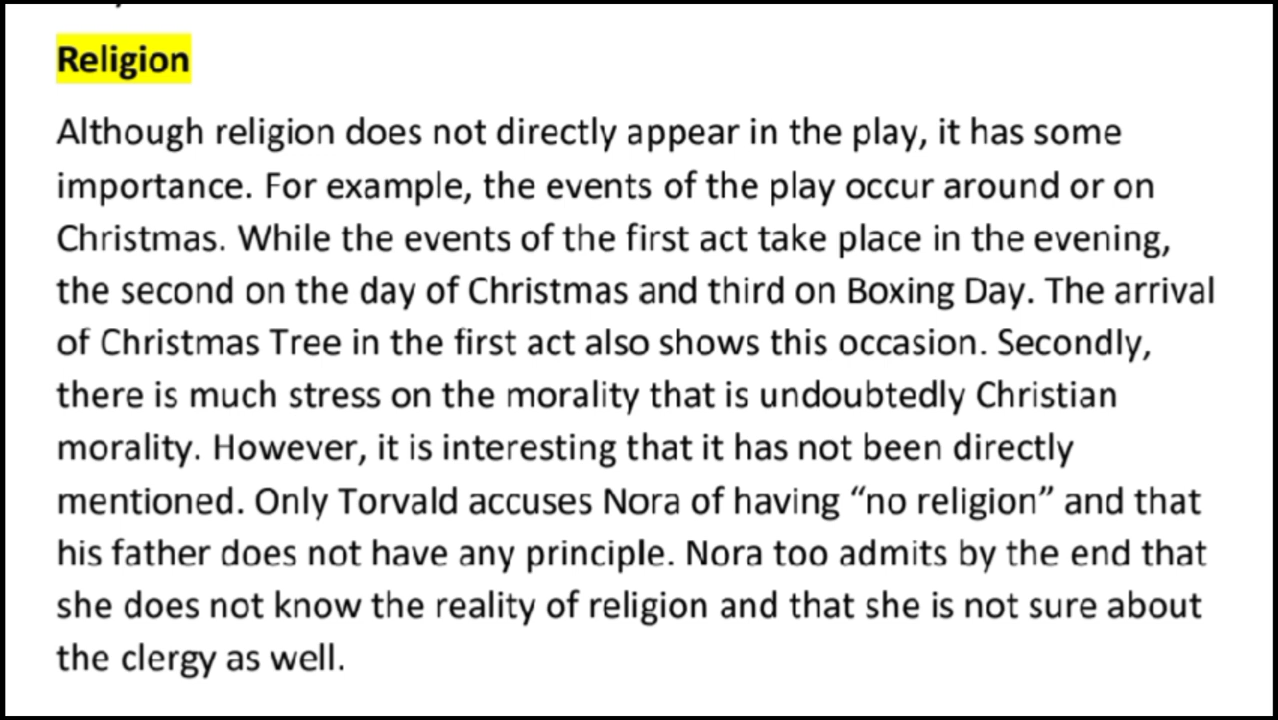 Religion
Although religion does not directly appear in the play, it has some
importance. For example, the events of the play occur around or on
Christmas. While the events of the first act take place in the evening,
the second on the day of Christmas and third on Boxing Day. The arrival
of Christmas Tree in the first act also shows this occasion. Secondly,
there is much stress on the morality that is undoubtedly Christian
morality. However, it is interesting that it has not been directly
mentioned. Only Torvald accuses Nora of having “no religion” and that
his father does not have any principle. Nora too admits by the end that
she does not know the reality of religion and that she is not sure about
the clergy as well.